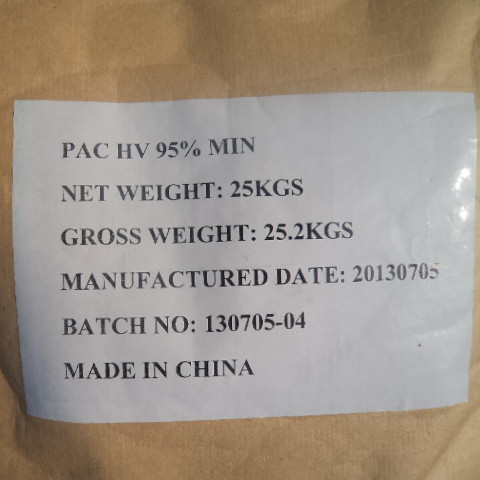 PAC HV 95% MIN
NET WEIGHT: 25KGS
GROSS WEIGHT: 25.2KGS
MANUFACTURED DATE: 20130705
BATCH NO: 130705-04
MADE IN CHINA